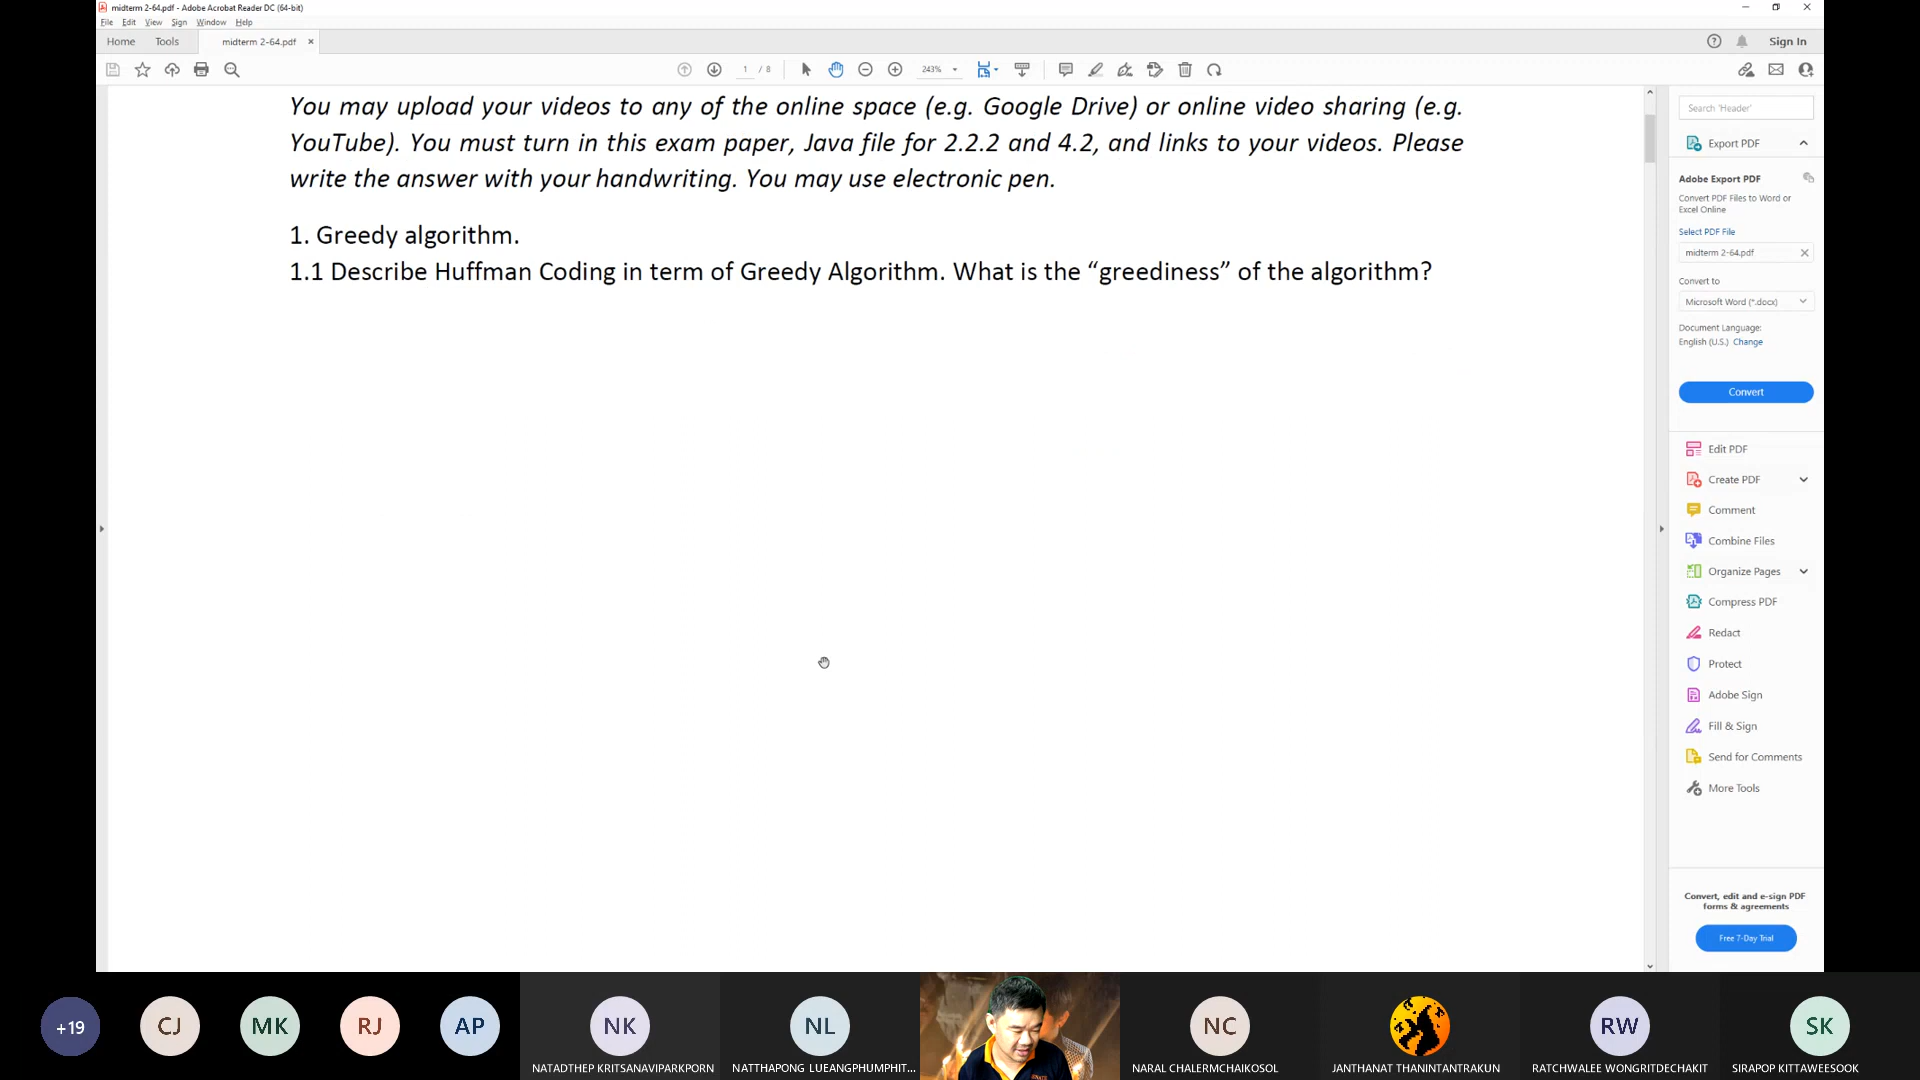 midterm 2-64.pdf - Adobe Acrobat Reader DC (64-bit)
File Edit View Sign Window Help
Home Tools midterm 2-64.pdf × Sign In
1 / 8 243%
You may upload your videos to any of the online space (e.g. Google Drive) or online video sharing (e.g.
YouTube). You must turn in this exam paper, Java file for 2.2.2 and 4.2, and links to your videos. Please
write the answer with your handwriting. You may use electronic pen.
1. Greedy algorithm.
1.1 Describe Huffman Coding in term of Greedy Algorithm. What is the “greediness” of the algorithm?
Search 'Header'
Export PDF
Adobe Export PDF
Convert PDF Files to Word or
Excel Online
Select PDF File
midterm 2-64.pdf
Convert to
Microsoft Word (*.docx)
Document Language:
English (U.S.) Change
Convert
Edit PDF
Create PDF
Comment
Combine Files
Organize Pages
Compress PDF
Redact
Protect
Adobe Sign
Fill & Sign
Send for Comments
More Tools
Convert, edit and e-sign PDF
forms & agreements
Free 7-Day Trial
+19 CJ MK RJ AP NK NL NC RW SK
NATADTHEP KRITSANAVIPARKPORN NATTHAPONG LUEANGPHUMPHIT... NARAL CHALERMCHAIKOSOL JANTHANAT THANINTANTRAKUN RATCHWALEE WONGRITDECHAKIT SIRAPOP KITTAWEESOOK